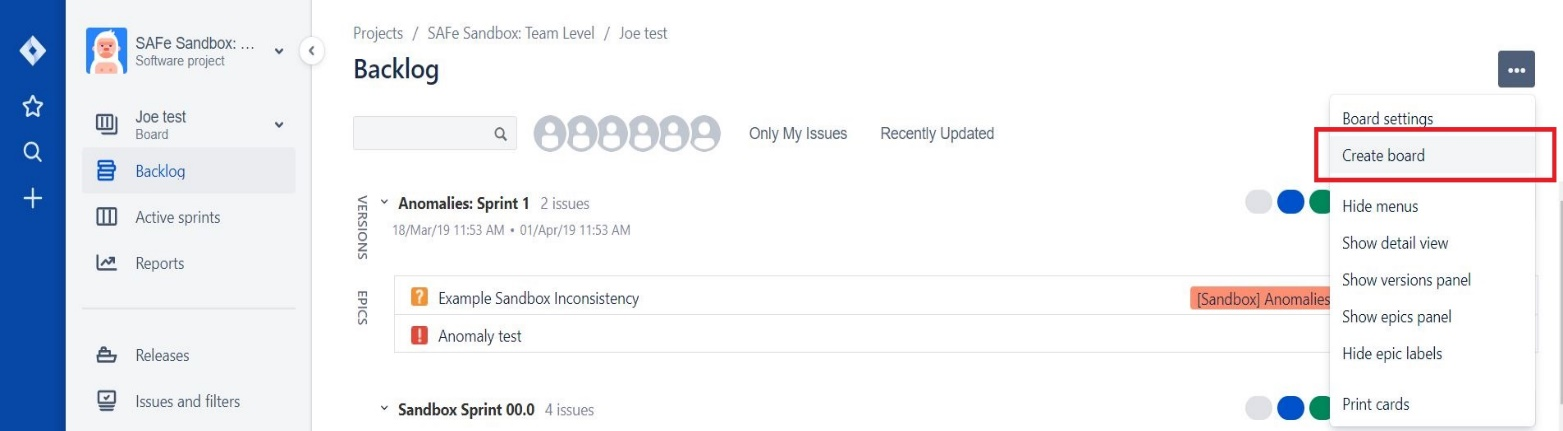 SAFe Sandbox: ...
Software project
Joe test
Board
Backlog
Active sprints
Reports
Releases
Issues and filters
Projects / SAFe Sandbox: Team Level / Joe test
Backlog
Only My Issues Recently Updated
VERSIONS
EPICS
Anomalies: Sprint 1 2 issues
18/Mar/19 11:53 AM • 01/Apr/19 11:53 AM
Example Sandbox Inconsistency [Sandbox] Anomalies
Anomaly test
Sandbox Sprint 00.0 4 issues
Board settings
Create board
Hide menus
Show detail view
Show versions panel
Show epics panel
Hide epic labels
Print cards